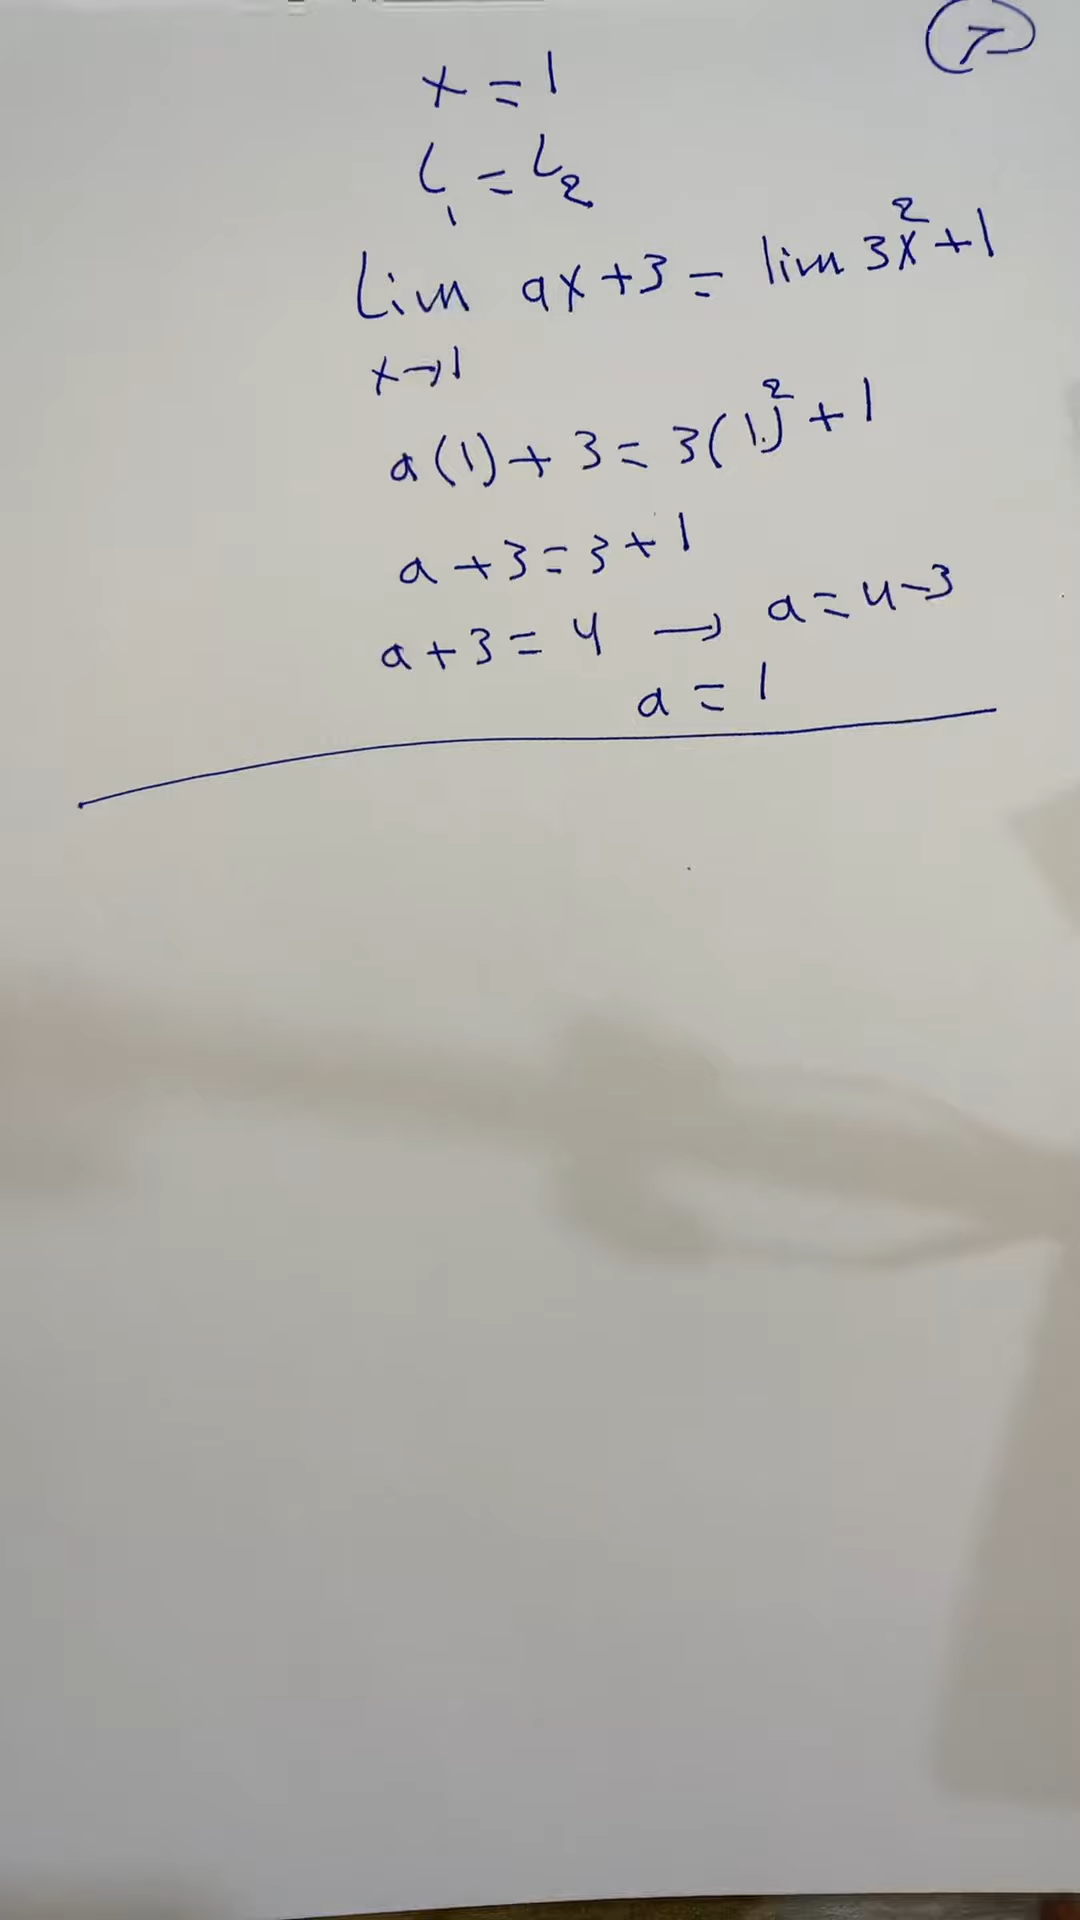 7
x = 1
L₁ = L₂
Lim ax + 3 = lim 3x² + 1
x→1
a(1) + 3 = 3(1)² + 1
a + 3 = 3 + 1
a + 3 = 4 → a = 4 - 3
a = 1